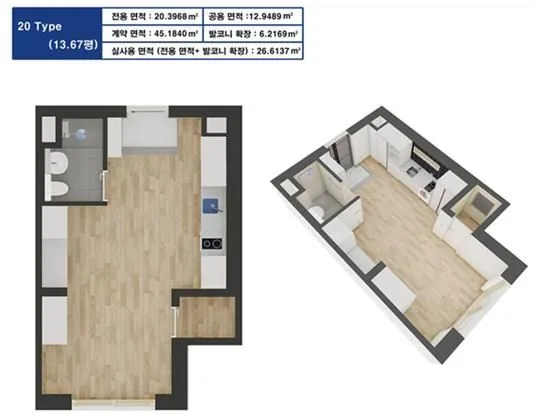 20 Type
(13.67평)
전용 면적 : 20.3968㎡ 공용 면적 :12.9489㎡
계약 면적 : 45.1840㎡ 발코니 확장 : 6.2169㎡
실사용 면적 (전용 면적+ 발코니 확장) : 26.6137㎡